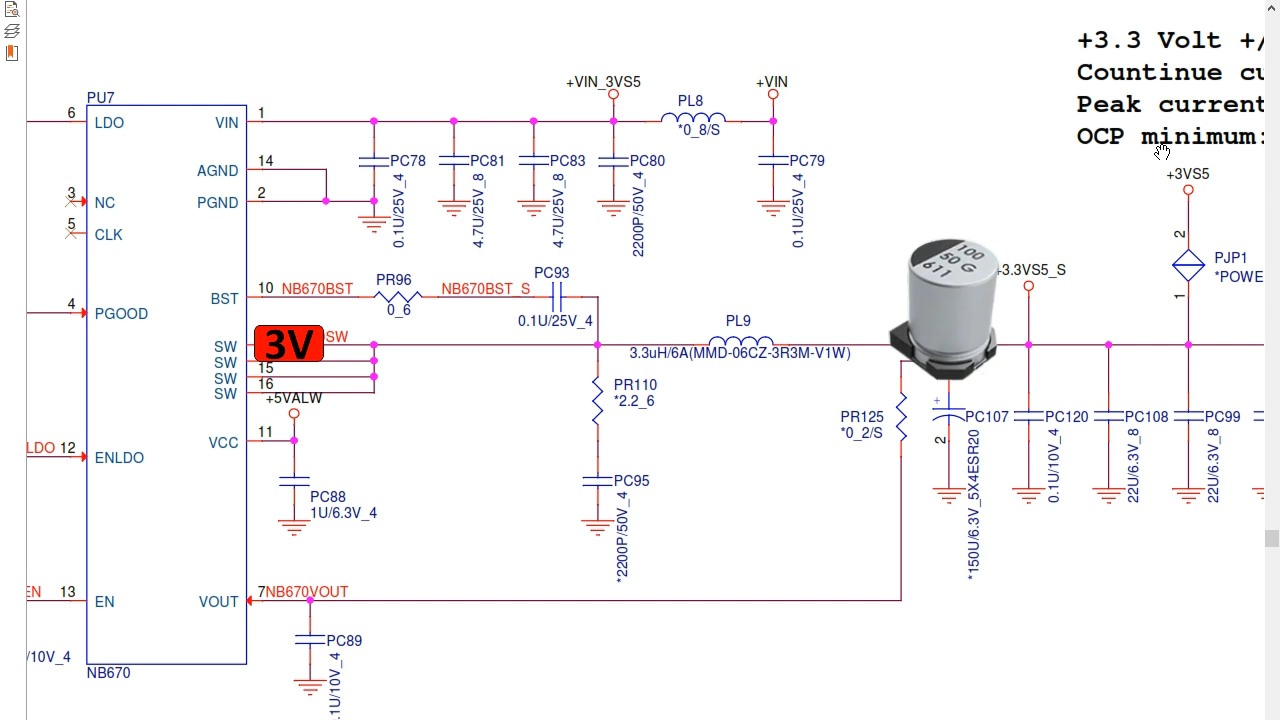 +3.3 Volt +/
Countinue cu
Peak current
OCP minimum:
PU7
6
LDO
VIN
1
+VIN_3VS5
PL8
*0_8/S
+VIN
14
AGND
PC78
0.1U/25V_4
PC81
4.7U/25V_8
PC83
4.7U/25V_8
PC80
2200P/50V_4
PC79
0.1U/25V_4
3
NC
PGND
2
5
CLK
+3VS5
2
PJP1
*POWE
1
BST
10
NB670BST
PR96
0_6
NB670BST_S
PC93
0.1U/25V_4
4
PGOOD
100
50 G
611
+3.3VS5_S
SW
3V
SW
SW
SW
15
SW
16
PL9
3.3uH/6A(MMD-06CZ-3R3M-V1W)
+5VALW
VCC
11
PR110
*2.2_6
PR125
*0_2/S
+
PC107
2
*150U/6.3V_5X4ESR20
PC120
0.1U/10V_4
PC108
22U/6.3V_8
PC99
22U/6.3V_8
LDO
12
ENLDO
PC88
1U/6.3V_4
PC95
*2200P/50V_4
EN
13
EN
VOUT
7
NB670VOUT
PC89
.1U/10V_4
/10V_4
NB670